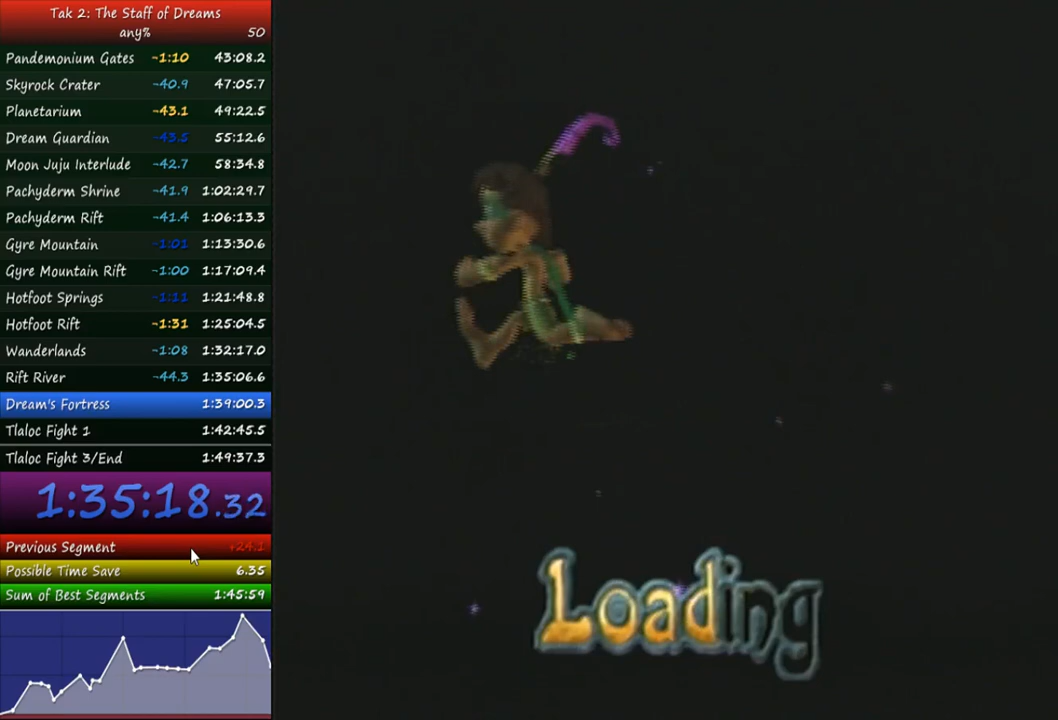 Tak 2: The Staff of Dreams
any% 50
Pandemonium Gates -1:10 43:08.2
Skyrock Crater -40.9 47:05.7
Planetarium -43.1 49:22.5
Dream Guardian -43.5 55:12.6
Moon Juju Interlude -42.7 58:34.8
Pachyderm Shrine -41.9 1:02:29.7
Pachyderm Rift -41.4 1:06:13.3
Gyre Mountain -1:01 1:13:30.6
Gyre Mountain Rift -1:00 1:17:09.4
Hotfoot Springs -1:11 1:21:48.8
Hotfoot Rift -1:31 1:25:04.5
Wanderlands -1:08 1:32:17.0
Rift River -44.3 1:35:06.6
Dream's Fortress 1:39:00.3
Tlaloc Fight 1 1:42:45.5
Tlaloc Fight 3/End 1:49:37.3
1:35:18.32
Previous Segment +24.1
Possible Time Save 6.35
Sum of Best Segments 1:45:59
Loading